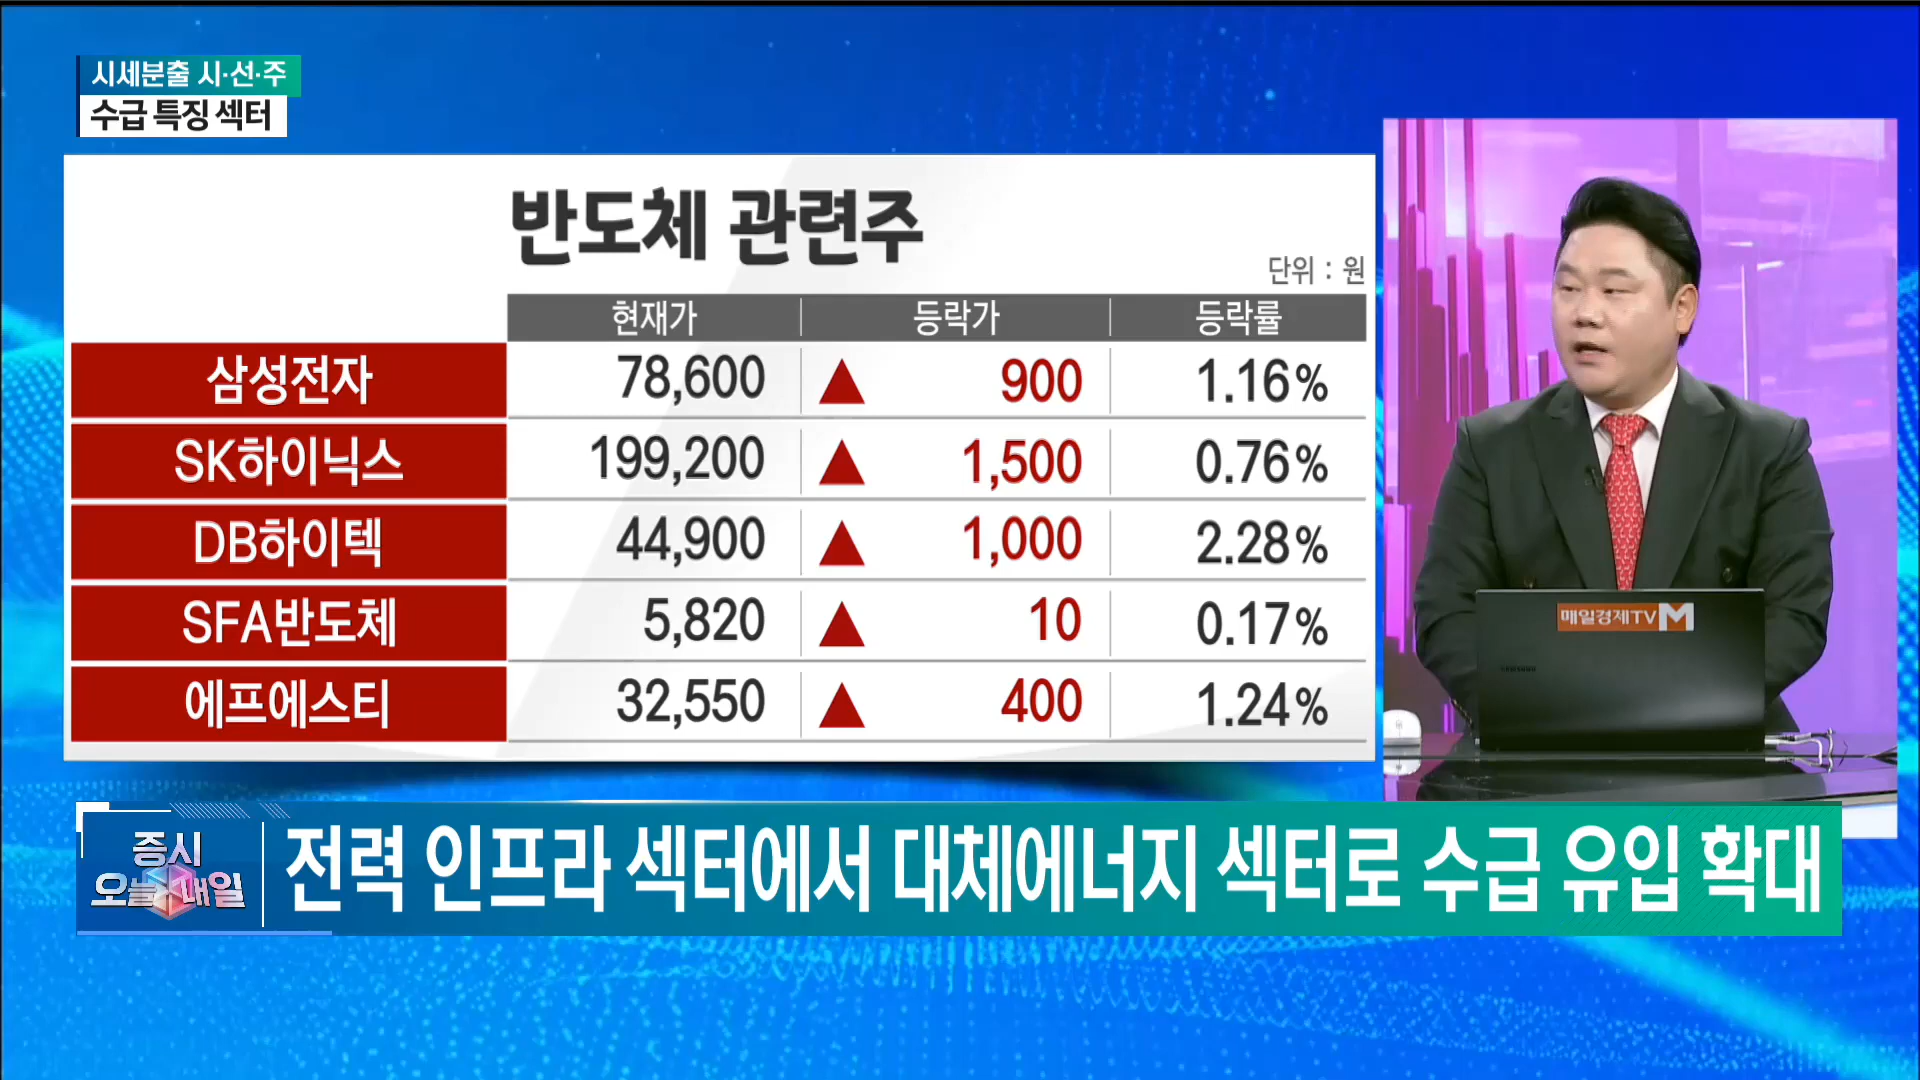 시세분출 시·선·주
수급 특징 섹터
반도체 관련주
단위 : 원
현재가 등락가 등락률
삼성전자 78,600 ▲ 900 1.16%
SK하이닉스 199,200 ▲ 1,500 0.76%
DB하이텍 44,900 ▲ 1,000 2.28%
SFA반도체 5,820 ▲ 10 0.17%
에프에스티 32,550 ▲ 400 1.24%
매일경제TV M
SAMSUNG
증시
오늘 매일
전력 인프라 섹터에서 대체에너지 섹터로 수급 유입 확대